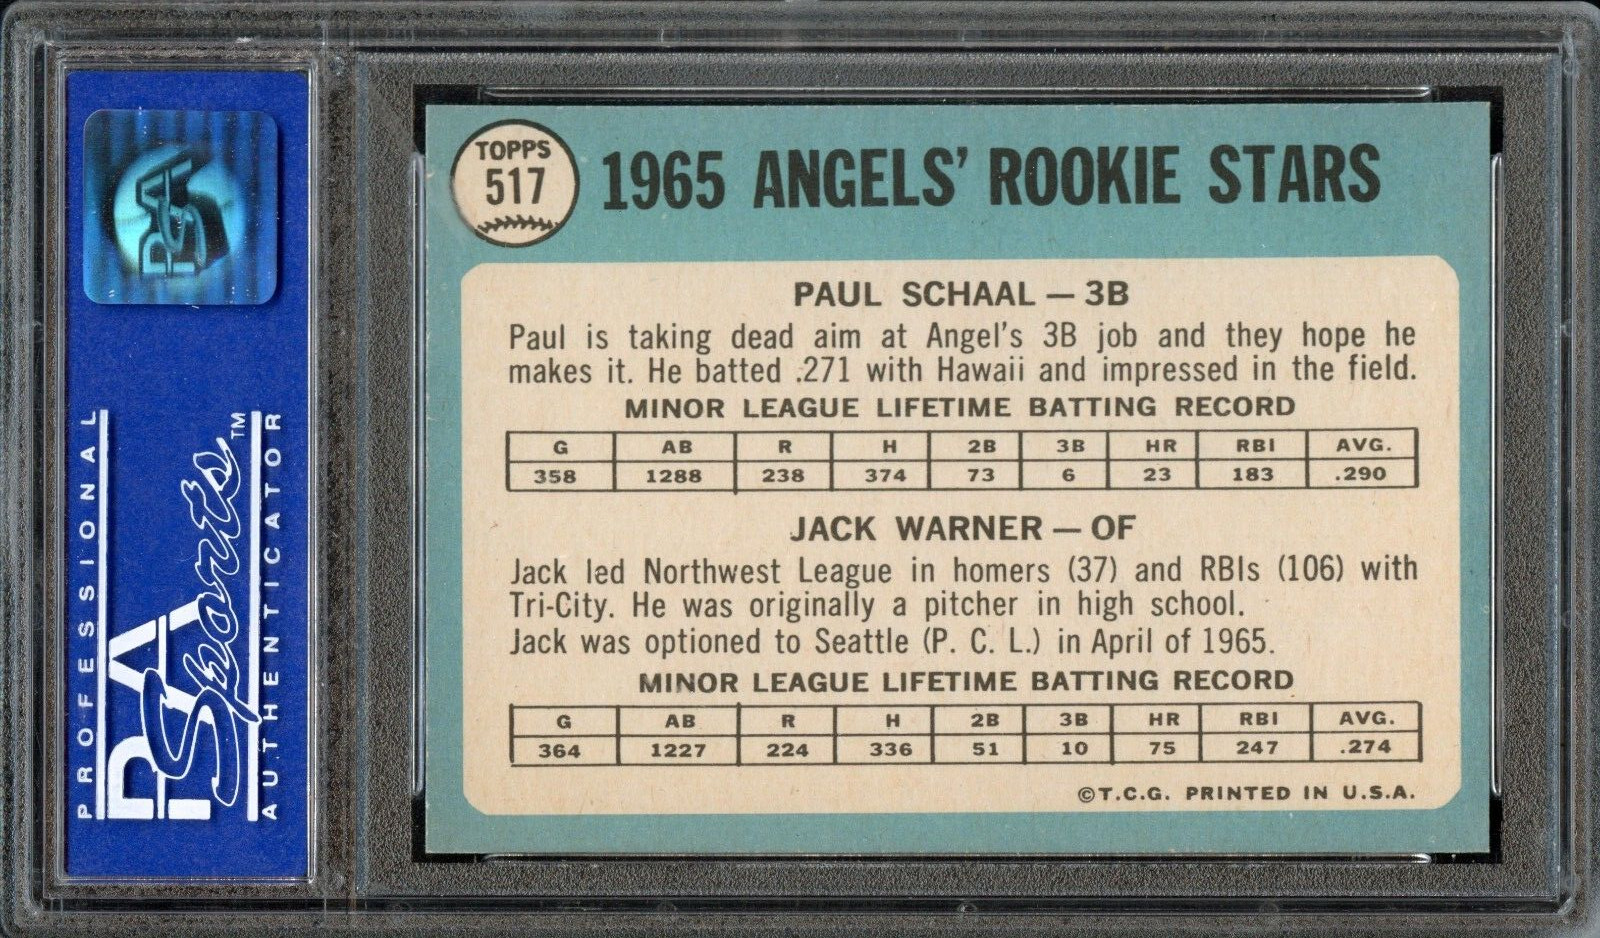 PSA
PROFESSIONAL
PSA Sports™
AUTHENTICATOR
TOPPS
517
1965 ANGELS' ROOKIE STARS
PAUL SCHAAL — 3B
Paul is taking dead aim at Angel's 3B job and they hope he
makes it. He batted .271 with Hawaii and impressed in the field.
MINOR LEAGUE LIFETIME BATTING RECORD
G AB R H 2B 3B HR RBI AVG.
358 1288 238 374 73 6 23 183 .290
JACK WARNER — OF
Jack led Northwest League in homers (37) and RBIs (106) with
Tri-City. He was originally a pitcher in high school.
Jack was optioned to Seattle (P. C. L.) in April of 1965.
MINOR LEAGUE LIFETIME BATTING RECORD
G AB R H 2B 3B HR RBI AVG.
364 1227 224 336 51 10 75 247 .274
©T.C.G. PRINTED IN U.S.A.